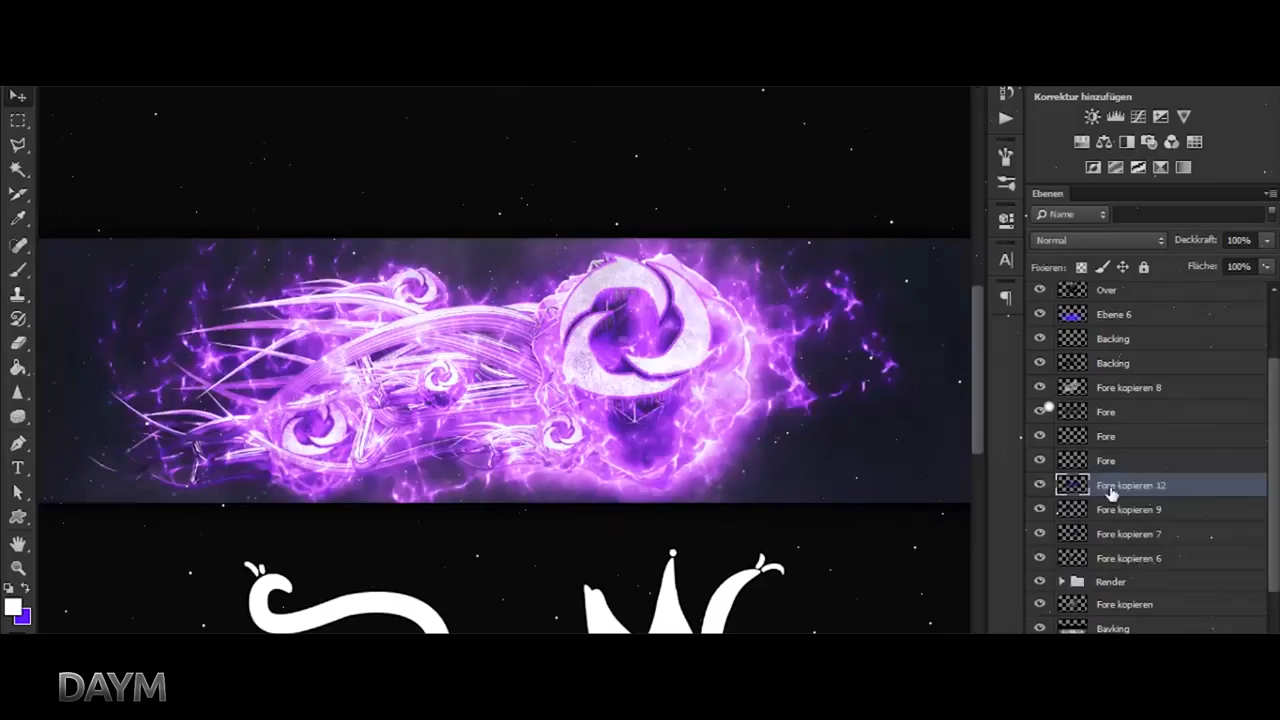 Korrektur hinzufügen
Ebenen
Name
Normal
Deckkraft: 100%
Fixieren:
Fläche: 100%
Over
Ebene 6
Backing
Backing
Fore kopieren 8
Fore
Fore
Fore
Fore kopieren 12
Fore kopieren 9
Fore kopieren 7
Fore kopieren 6
Render
Fore kopieren
Bavking
DAYM